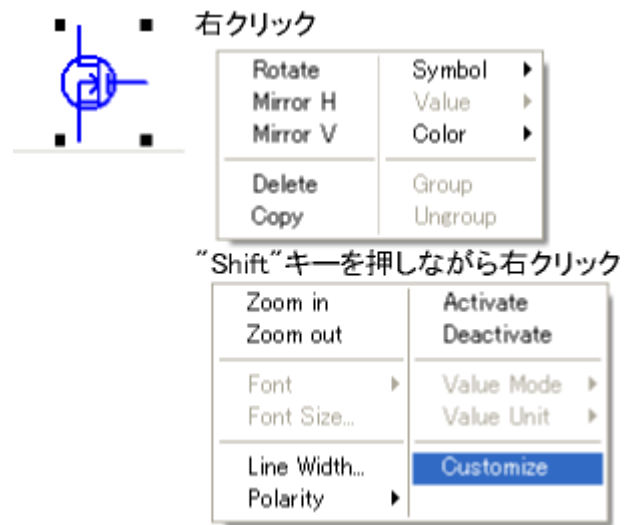 右クリック
Rotate Symbol
Mirror H Value
Mirror V Color
Delete Group
Copy Ungroup
"Shift"キーを押しながら右クリック
Zoom in Activate
Zoom out Deactivate
Font Value Mode
Font Size... Value Unit
Line Width... Customize
Polarity